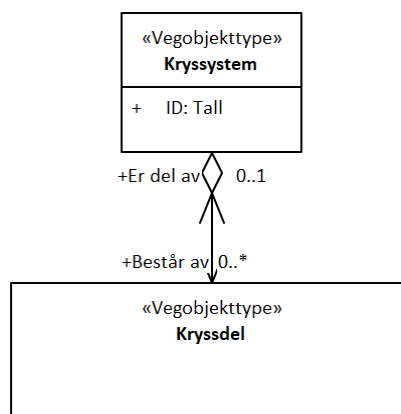 «Vegobjekttype»
Kryssystem
+ ID: Tall
+Er del av 0..1
+Består av 0..*
«Vegobjekttype»
Kryssdel